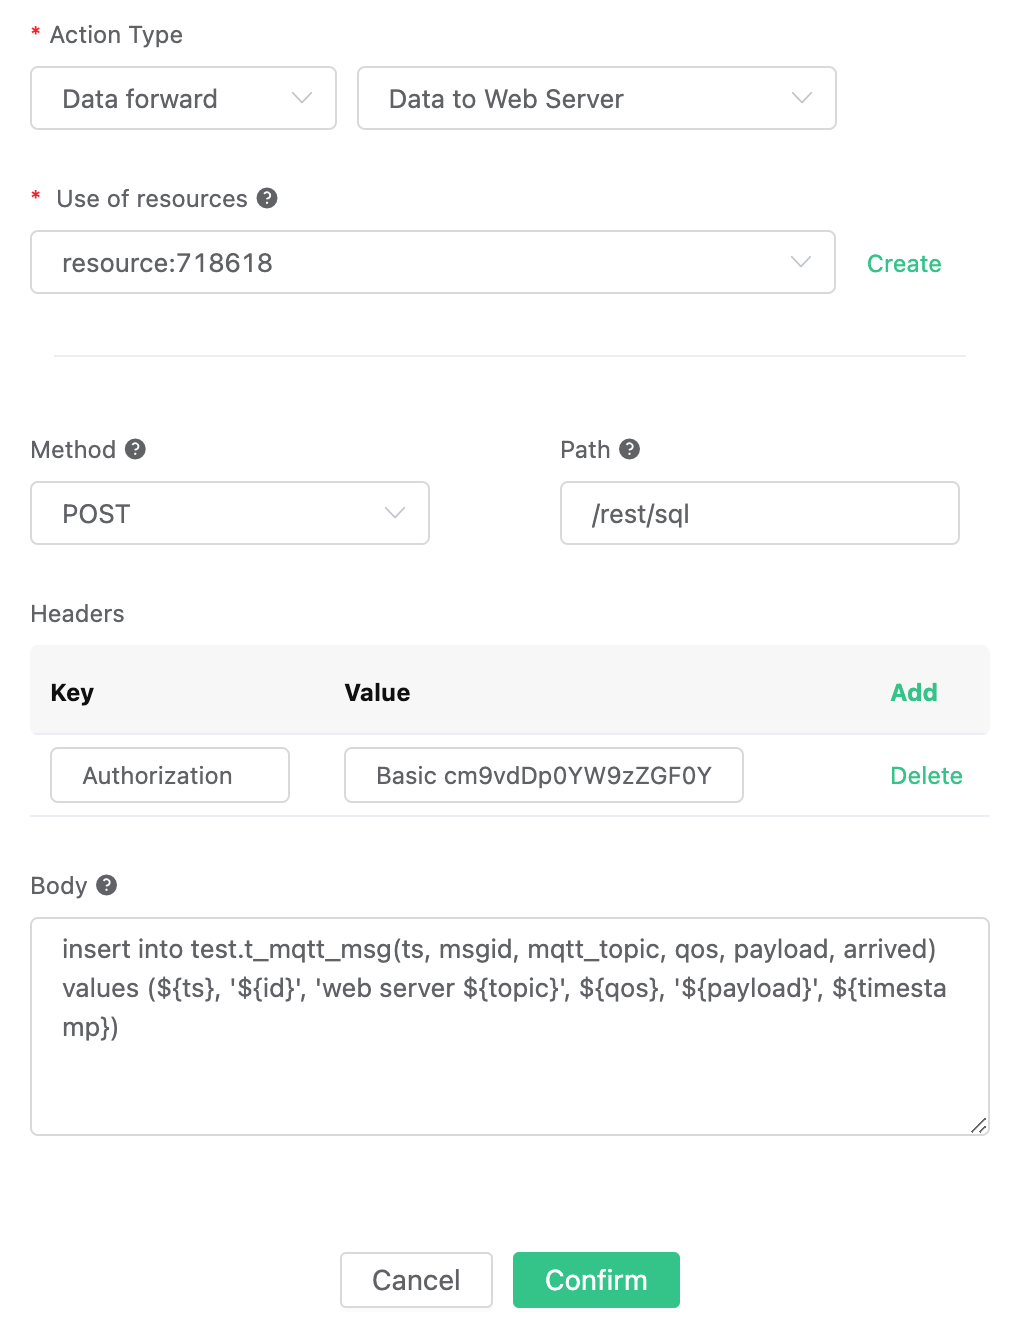 * Action Type
Data forward Data to Web Server
* Use of resources ?
resource:718618 Create
Method ? Path ?
POST /rest/sql
Headers
Key Value Add
Authorization Basic cm9vdDp0YW9zZGF0Y Delete
Body ?
insert into test.t_mqtt_msg(ts, msgid, mqtt_topic, qos, payload, arrived)
values (${ts}, '${id}', 'web server ${topic}', ${qos}, '${payload}', ${timesta
mp})
Cancel Confirm